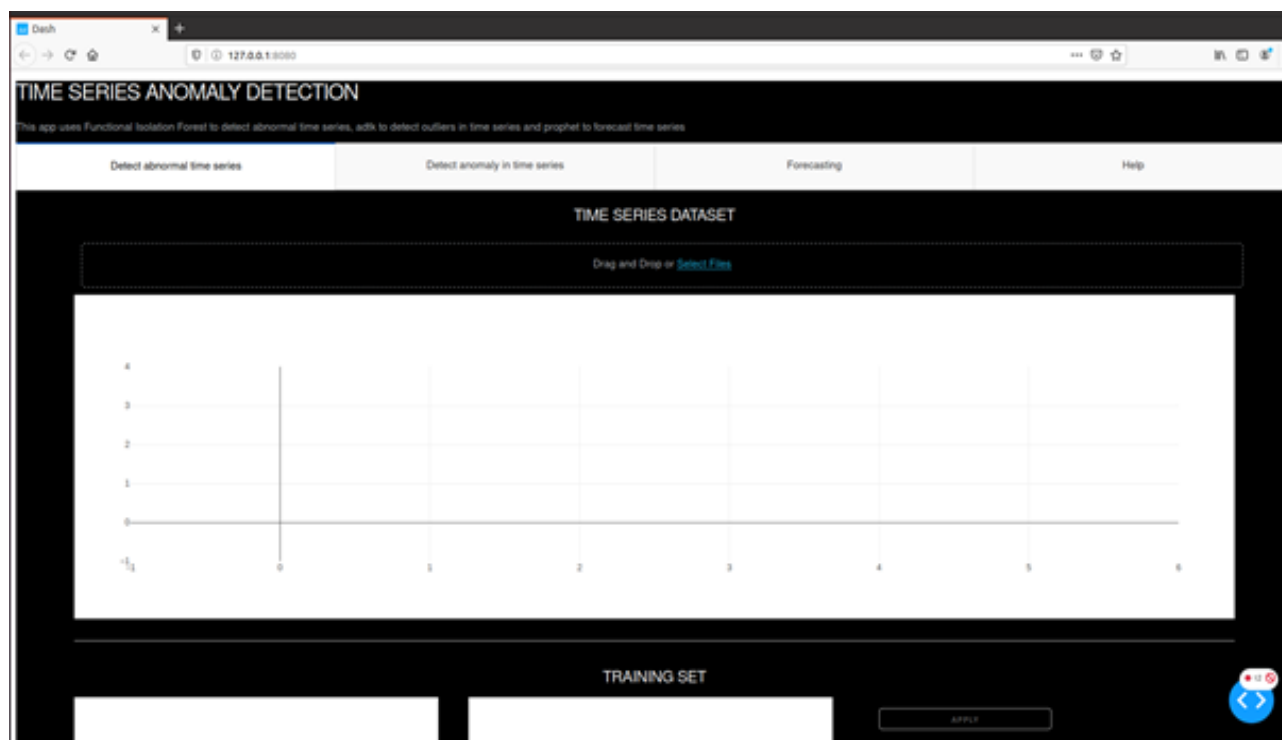 Dash
127.0.0.1:8080
TIME SERIES ANOMALY DETECTION
This app uses Functional Isolation Forest to detect abnormal time series, adtk to detect outliers in time series and prophet to forecast time series
Detect abnormal time series Detect anomaly in time series Forecasting Help
TIME SERIES DATASET
Drag and Drop or Select Files
4
3
2
1
0
-1
-1 0 1 2 3 4 5 6
TRAINING SET
APPLY